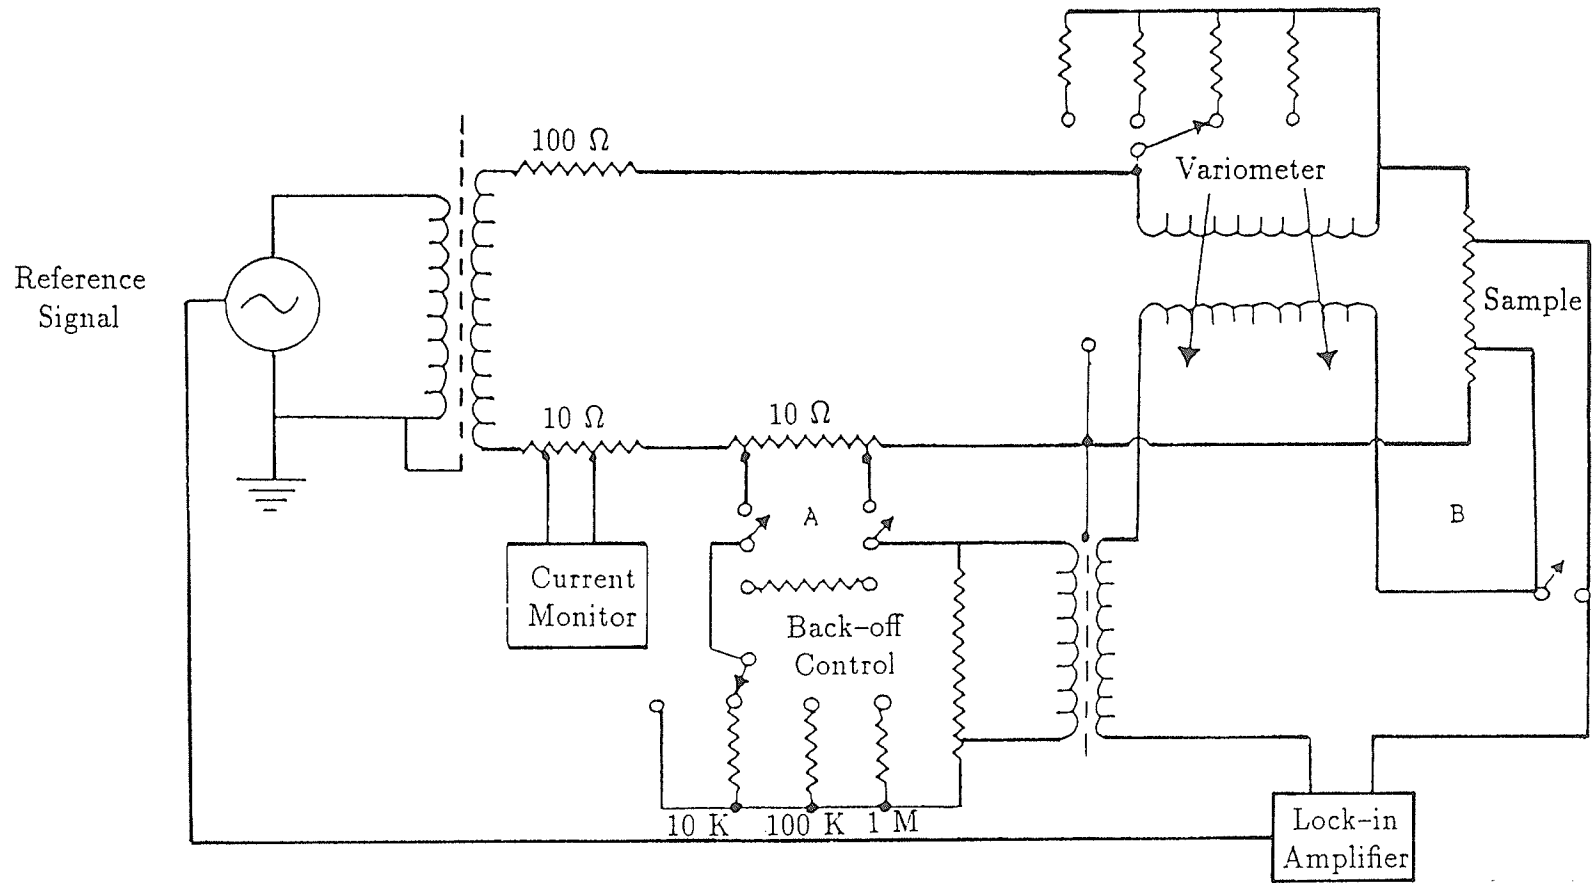 100 Ω
Variometer
Reference
Signal
Sample
10 Ω
10 Ω
A
B
Current
Monitor
Back-off
Control
10 K
100 K
1 M
Lock-in
Amplifier